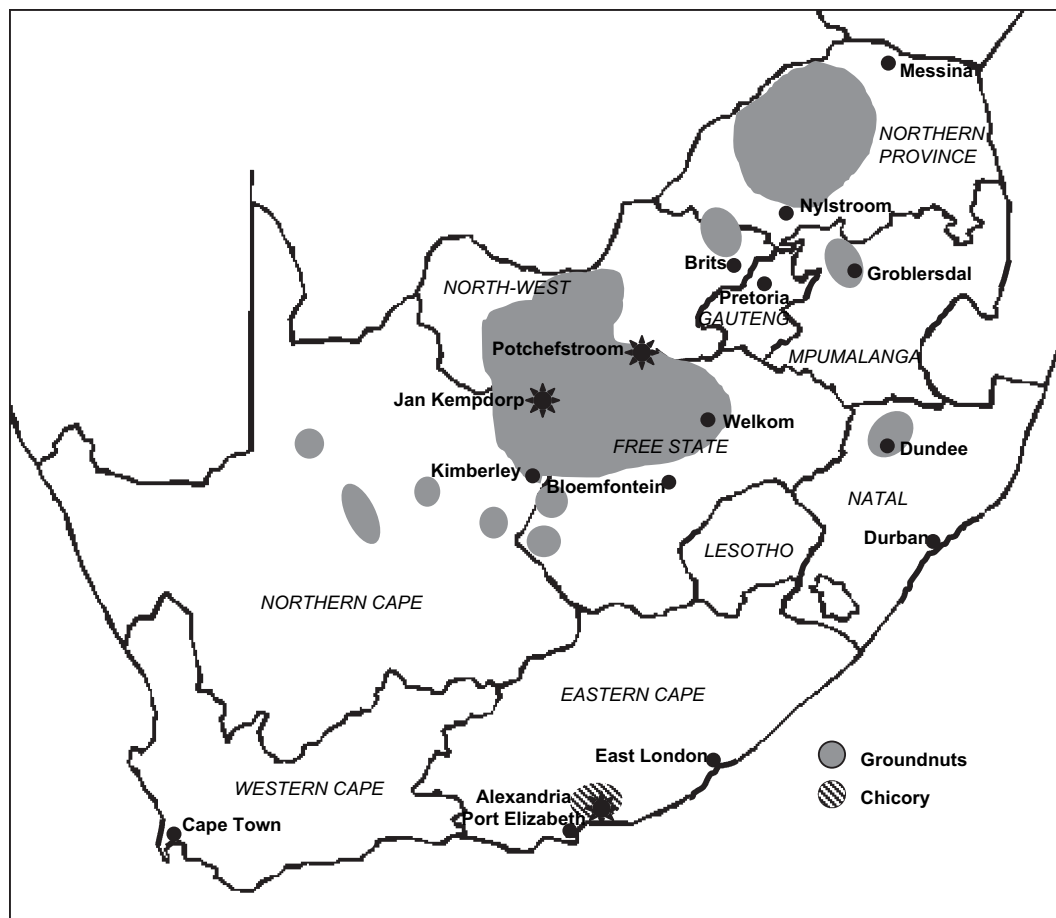 Messina
NORTHERN
PROVINCE
Nylstroom
Brits
Groblersdal
NORTH-WEST
Pretoria
GAUTENG
Potchefstroom
MPUMALANGA
Jan Kempdorp
Welkom
FREE STATE
Dundee
Kimberley
Bloemfontein
NATAL
Durban
LESOTHO
NORTHERN CAPE
EASTERN CAPE
East London
Groundnuts
WESTERN CAPE
Alexandria
Chicory
Port Elizabeth
Cape Town